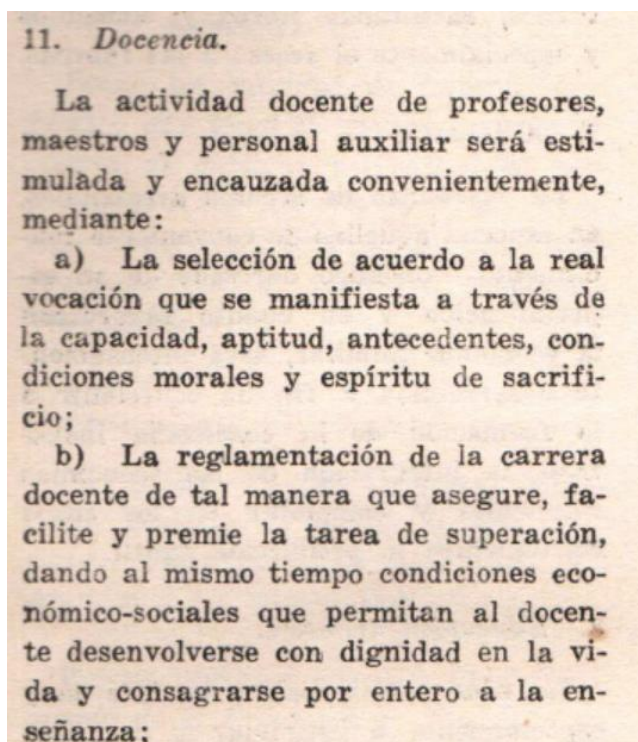 11. Docencia.
La actividad docente de profesores,
maestros y personal auxiliar será esti-
mulada y encauzada convenientemente,
mediante:
a) La selección de acuerdo a la real
vocación que se manifiesta a través de
la capacidad, aptitud, antecedentes, con-
diciones morales y espíritu de sacrifi-
cio;
b) La reglamentación de la carrera
docente de tal manera que asegure, fa-
cilite y premie la tarea de superación,
dando al mismo tiempo condiciones eco-
nómico-sociales que permitan al docen-
te desenvolverse con dignidad en la vi-
da y consagrarse por entero a la en-
señanza;